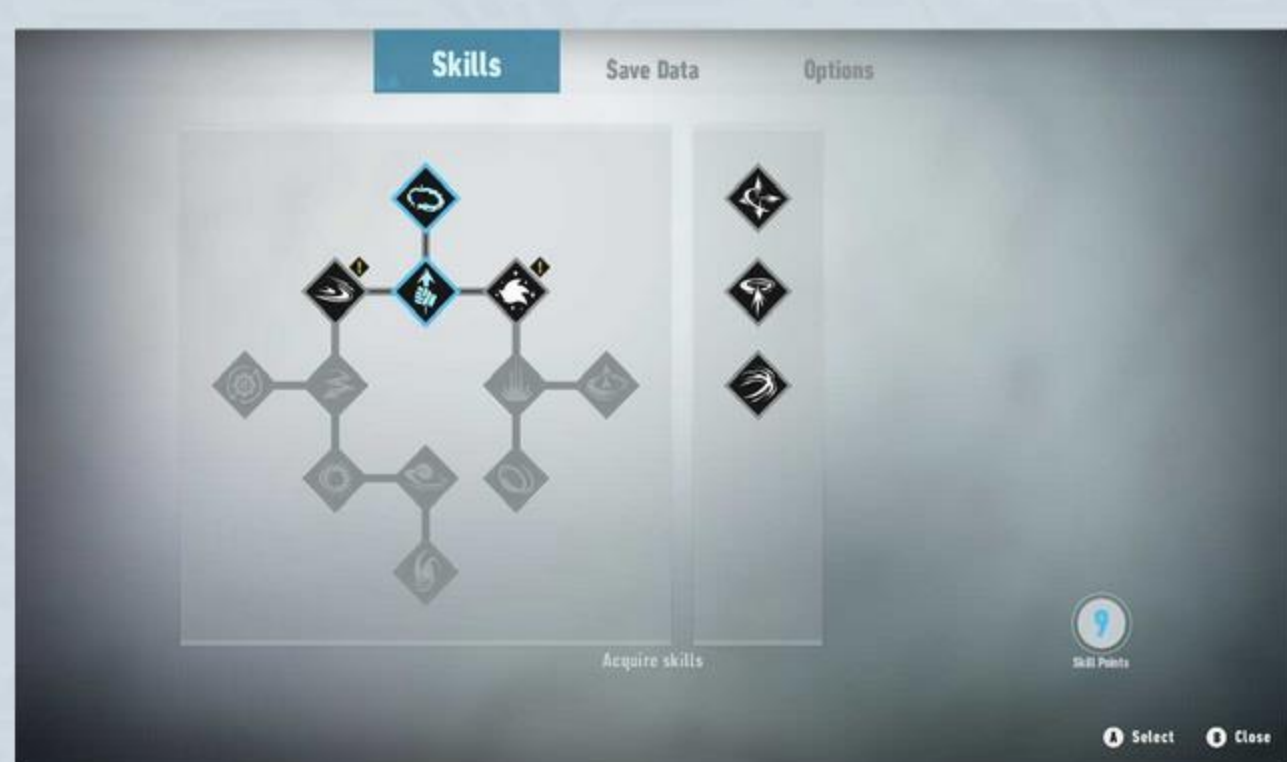 Skills
Save Data
Options
!
!
Acquire skills
9
Skill Points
A Select
B Close